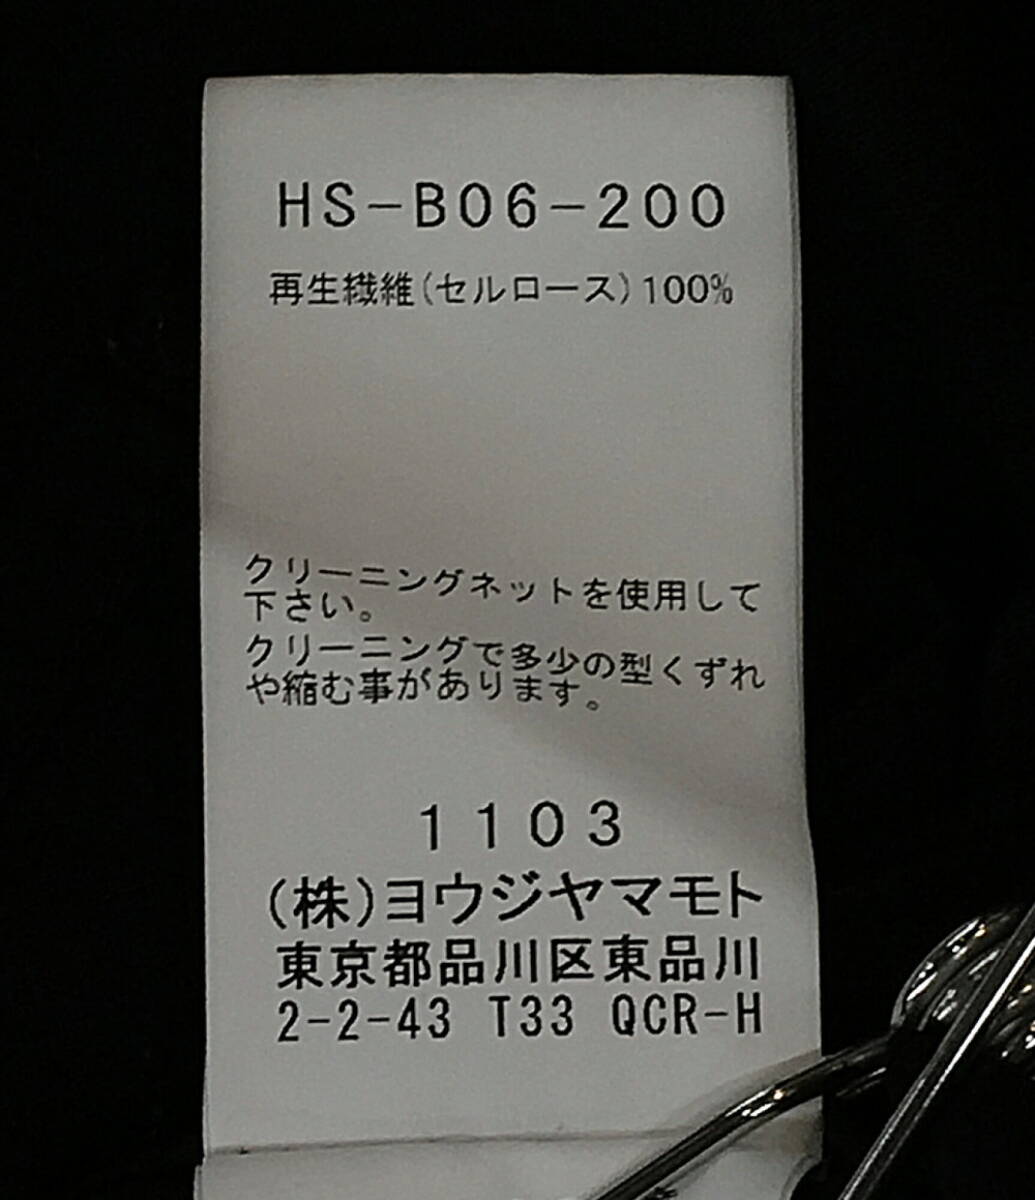 HS-B06-200
再生繊維(セルロース)100%
クリーニングネットを使用して
下さい。
クリーニングで多少の型くずれ
や縮む事があります。
1103
(株)ヨウジヤマモト
東京都品川区東品川
2-2-43 T33 QCR-H